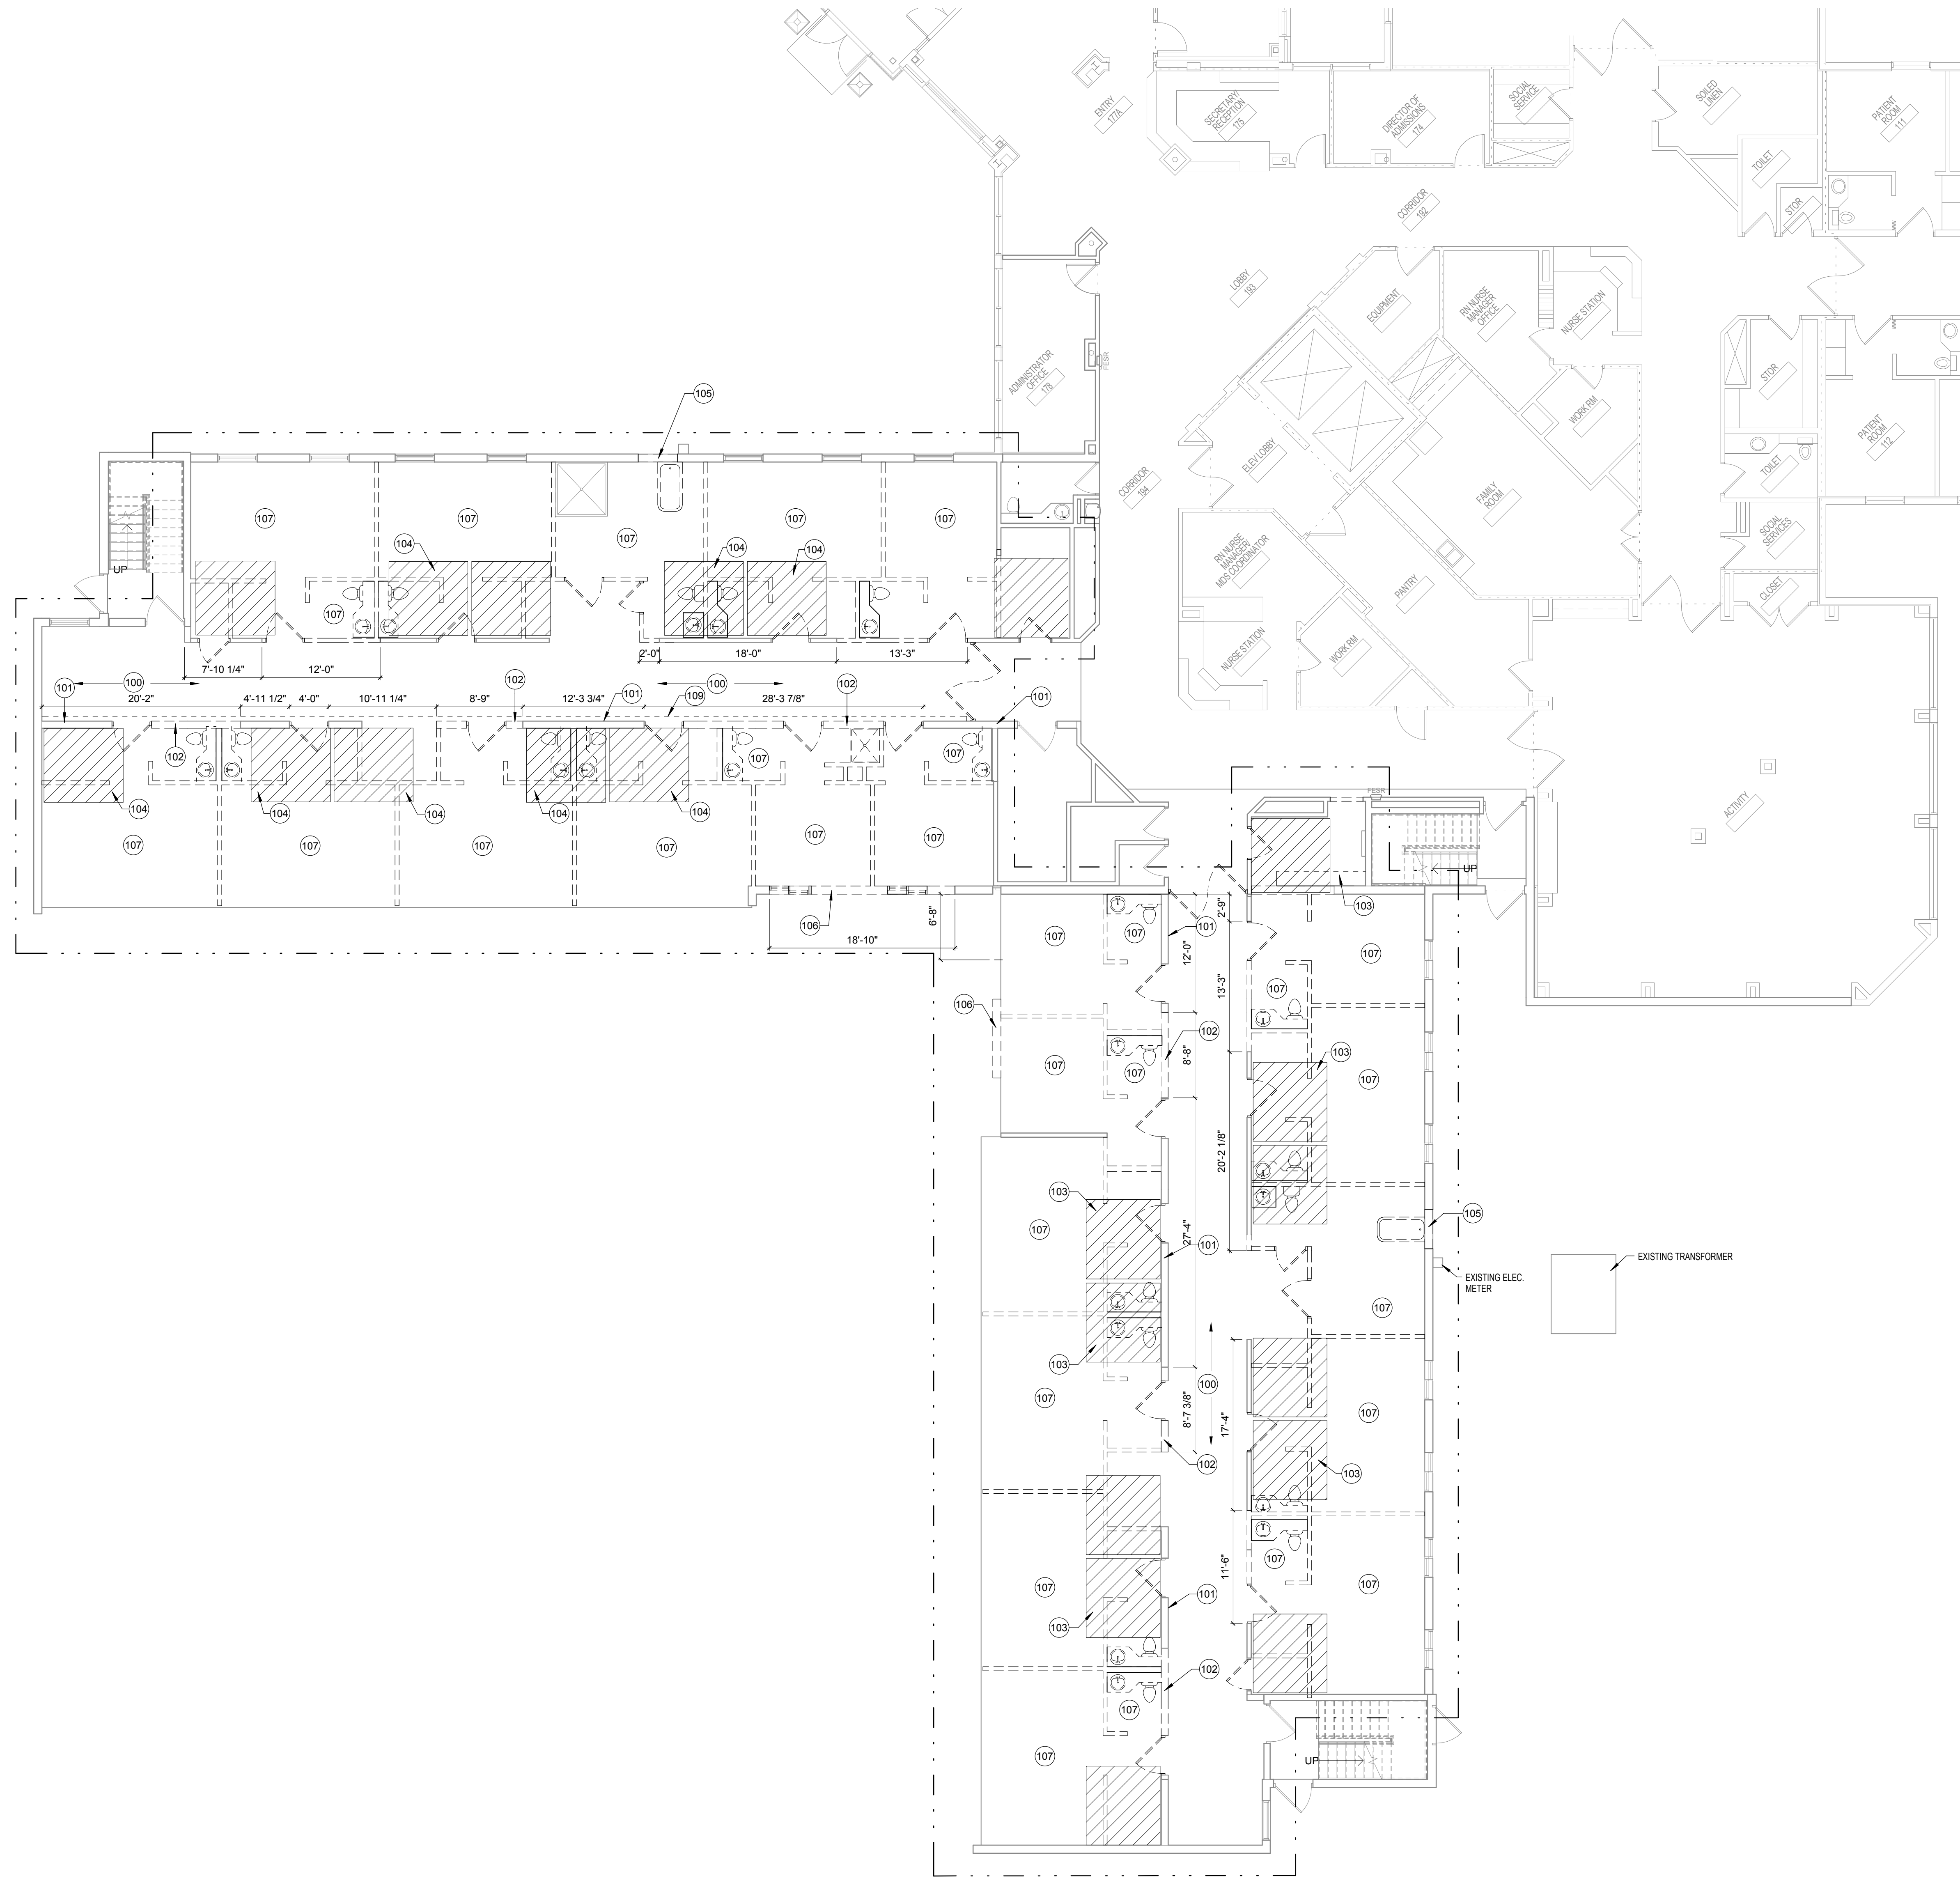 ENTRY
177A
SECRETARY/
RECEPTION
175
DIRECTOR OF
ADMISSIONS
174
SOCIAL
SERVICE
SOILED
LINEN
PATIENT
ROOM
111
TOILET
STOR
CORRIDOR
192
LOBBY
193
EQUIPMENT
RN NURSE
MANAGER
OFFICE
NURSE STATION
ADMINISTRATOR
OFFICE
178
FESR
STOR
WORK RM
PATIENT
ROOM
112
105
ELEV LOBBY
CORRIDOR
194
TOILET
FAMILY
ROOM
SOCIAL
SERVICES
107
107
107
107
107
104
104
104
RN NURSE
MANAGER/
MDS COORDINATOR
UP
PANTRY
CLOSET
107
NURSE STATION
WORK RM
7'-10 1/4"
12'-0"
2'-0"
18'-0"
13'-3"
101
100
102
101
100
109
102
101
20'-2"
4'-11 1/2"
4'-0"
10'-11 1/4"
8'-9"
12'-3 3/4"
28'-3 7/8"
102
107
107
104
104
104
104
104
FESR
ACTIVITY
107
107
107
107
107
107
UP
103
106
18'-10"
6'-8"
107
107
101
12'-0"
2'-9"
107
13'-3"
107
106
102
8'-8"
107
107
103
107
20'-2 1/8"
103
107
27'-4"
101
105
EXISTING TRANSFORMER
EXISTING ELEC.
METER
107
103
100
107
8'-7 3/8"
17'-4"
107
102
103
107
11'-6"
107
107
101
103
102
107
107
UP